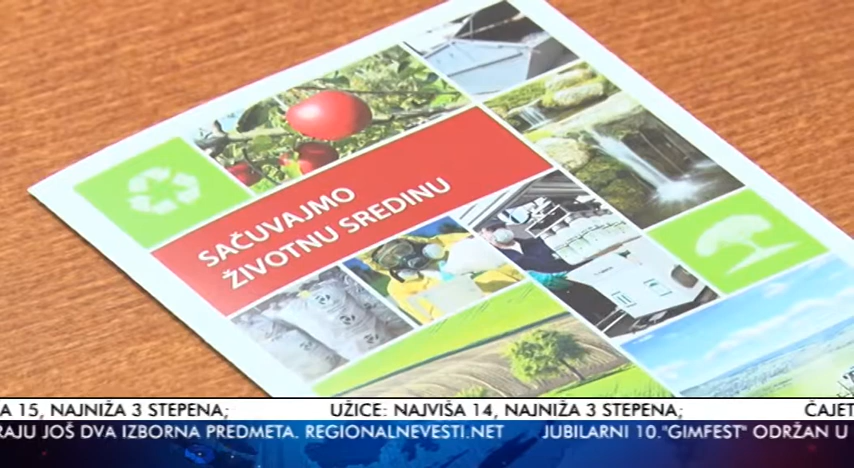 SAČUVAJMO
ŽIVOTNU SREDINU
A 15, NAJNIŽA 3 STEPENA; UŽICE: NAJVIŠA 14, NAJNIŽA 3 STEPENA; ČAJET
RAJU JOŠ DVA IZBORNA PREDMETA. REGIONALNEVESTI.NET JUBILARNI 10."GIMFEST" ODRŽAN U